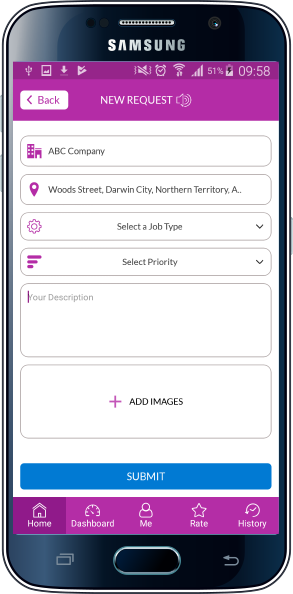 SAMSUNG
51% 09:58
Back
NEW REQUEST
ABC Company
Woods Street, Darwin City, Northern Territory, A..
Select a Job Type
Select Priority
Your Description
+ ADD IMAGES
SUBMIT
Home Dashboard Me Rate History